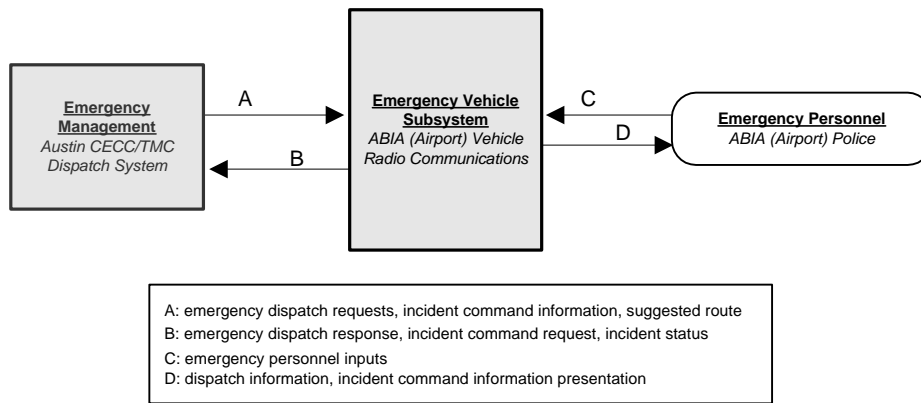 A
B
C
D
Emergency
Management
Austin CECC/TMC
Dispatch System
Emergency Vehicle
Subsystem
ABIA (Airport) Vehicle
Radio Communications
Emergency Personnel
ABIA (Airport) Police
A: emergency dispatch requests, incident command information, suggested route
B: emergency dispatch response, incident command request, incident status
C: emergency personnel inputs
D: dispatch information, incident command information presentation